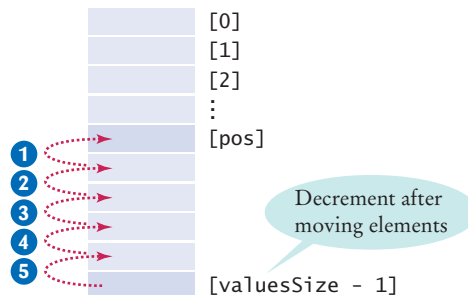 [0]
[1]
[2]
⋮
[pos]
1
2
3
4
5
Decrement after
moving elements
[valuesSize - 1]